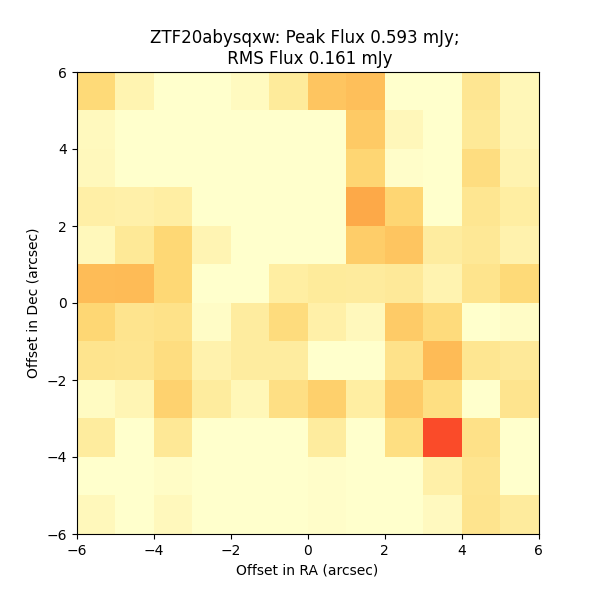 ZTF20abysqxw: Peak Flux 0.593 mJy;
RMS Flux 0.161 mJy
6
4
2
0
−2
−4
−6
Offset in Dec (arcsec)
−6 −4 −2 0 2 4 6
Offset in RA (arcsec)